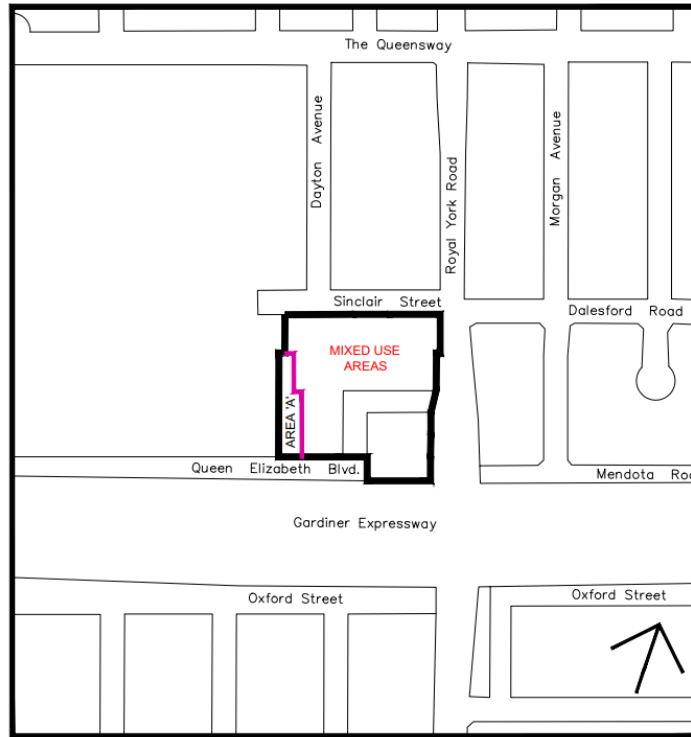 The Queensway
Dayton Avenue
Royal York Road
Morgan Avenue
Sinclair Street
Dalesford Road
MIXED USE
AREAS
AREA 'A'
Queen Elizabeth Blvd.
Mendota Roa
Gardiner Expressway
Oxford Street
Oxford Street